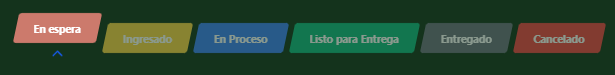 En espera
Ingresado
En Proceso
Listo para Entrega
Entregado
Cancelado